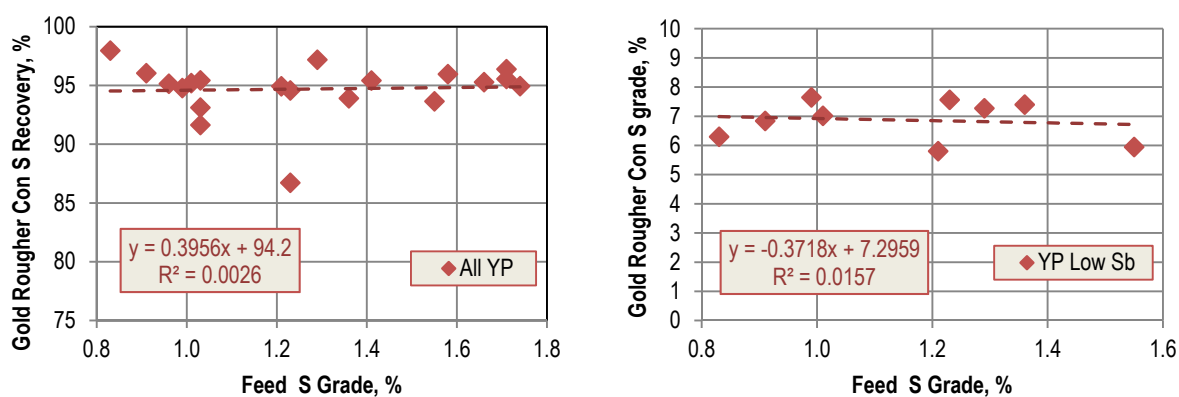 100
95
90
85
80
75
0.8
1.0
1.2
1.4
1.6
1.8
Gold Rougher Con S Recovery, %
Feed S Grade, %
y = 0.3956x + 94.2
R² = 0.0026
All YP
10
9
8
7
6
5
4
3
2
1
0
0.8
1.0
1.2
1.4
1.6
Gold Rougher Con S grade, %
Feed S Grade, %
y = -0.3718x + 7.2959
R² = 0.0157
YP Low Sb